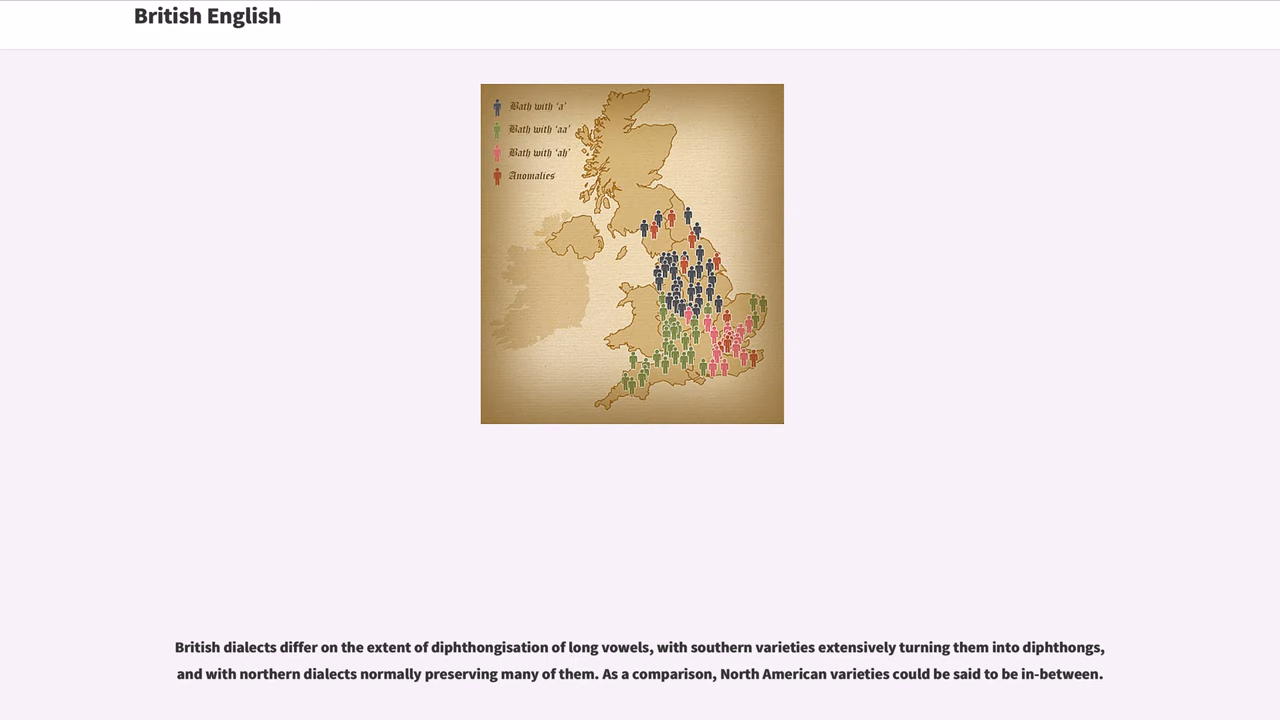 British English
Bath with 'a'
Bath with 'aa'
Bath with 'ah'
Anomalies
British dialects differ on the extent of diphthongisation of long vowels, with southern varieties extensively turning them into diphthongs,
and with northern dialects normally preserving many of them. As a comparison, North American varieties could be said to be in-between.